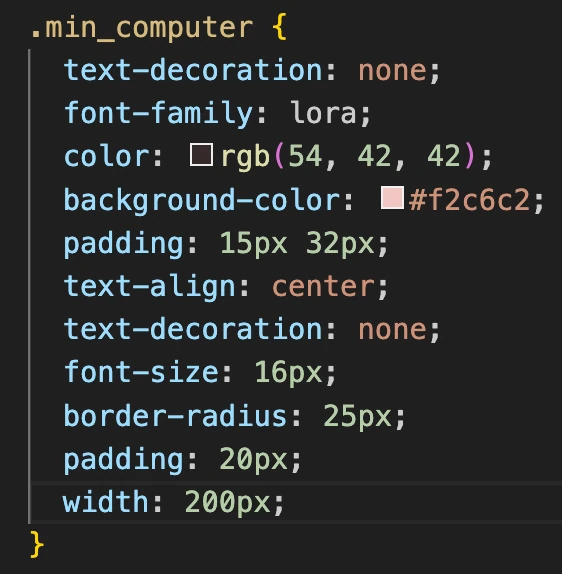 .min_computer {
text-decoration: none;
font-family: lora;
color: rgb(54, 42, 42);
background-color: #f2c6c2;
padding: 15px 32px;
text-align: center;
text-decoration: none;
font-size: 16px;
border-radius: 25px;
padding: 20px;
width: 200px;
}